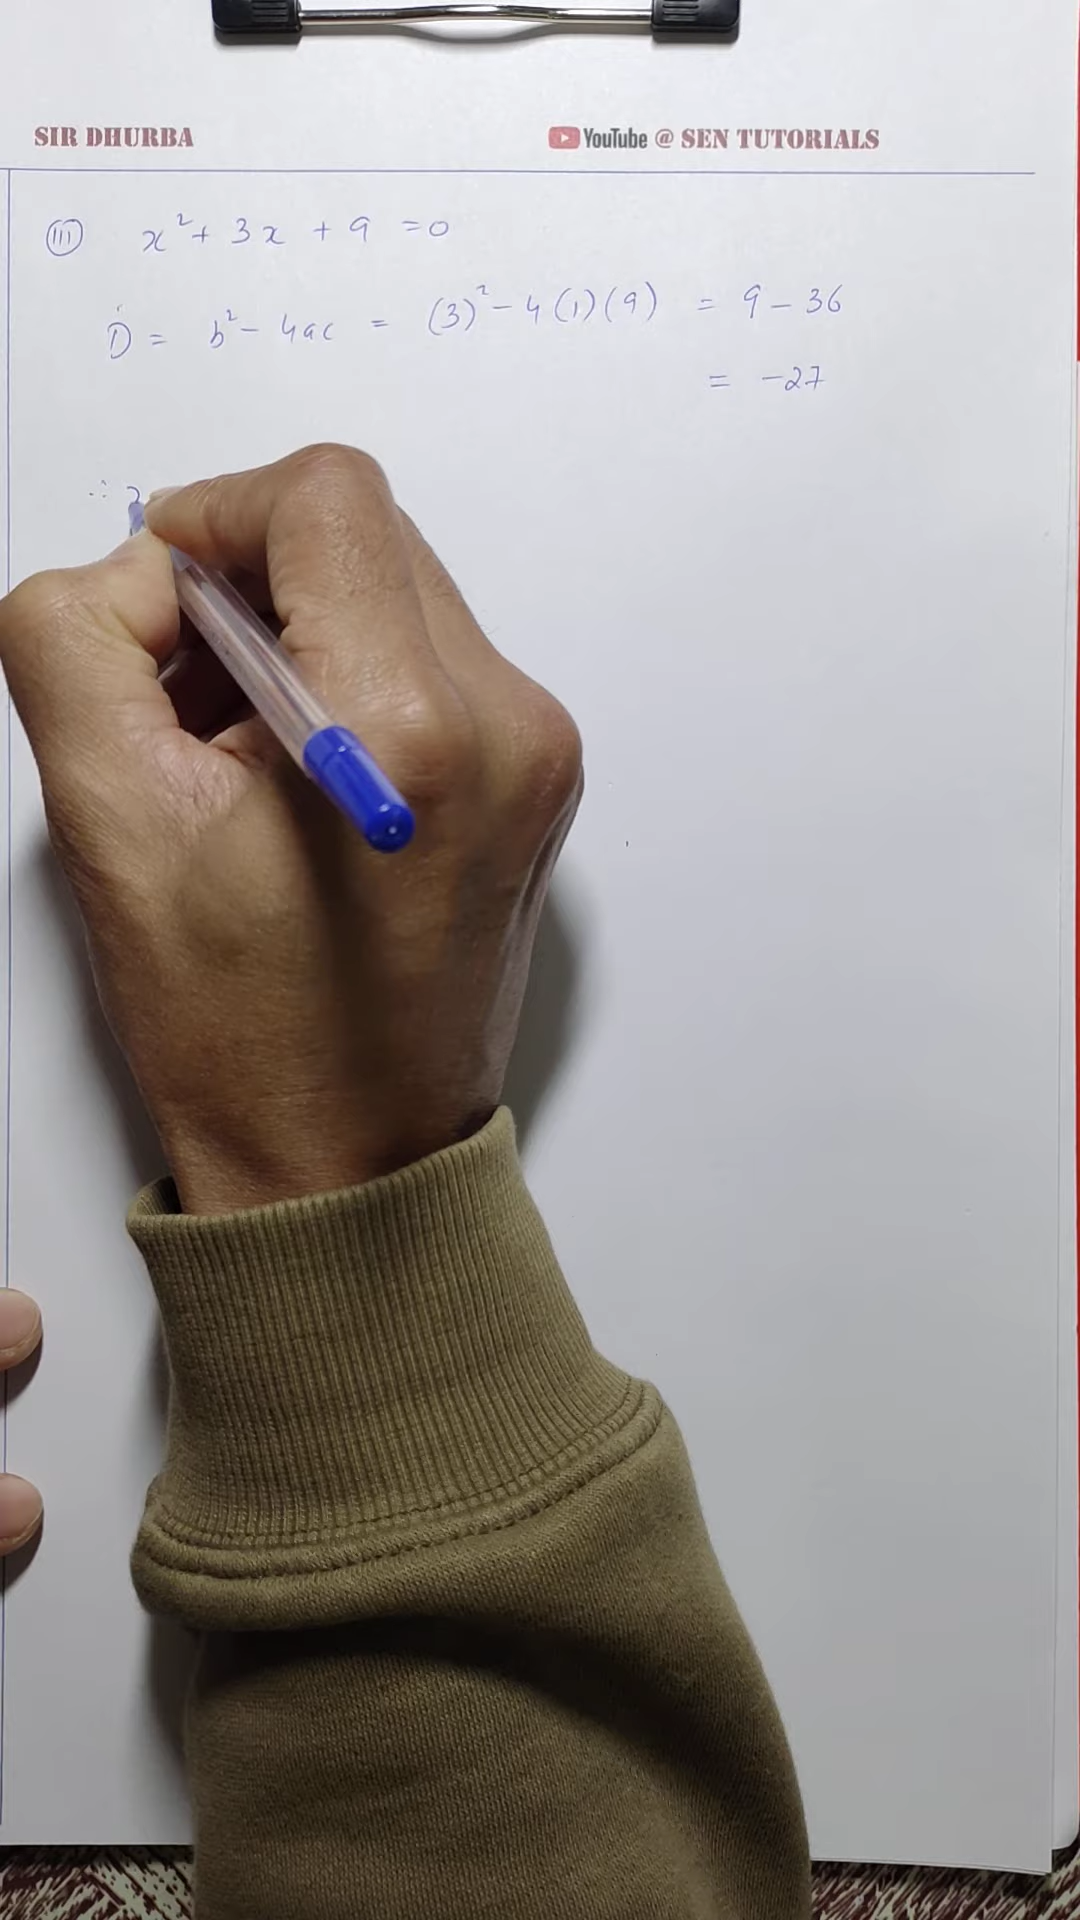 SIR DHURBA
YouTube @ SEN TUTORIALS
(III) x² + 3x + 9 = 0
D = b² - 4ac = (3)² - 4(1)(9) = 9 - 36
= -27
∴